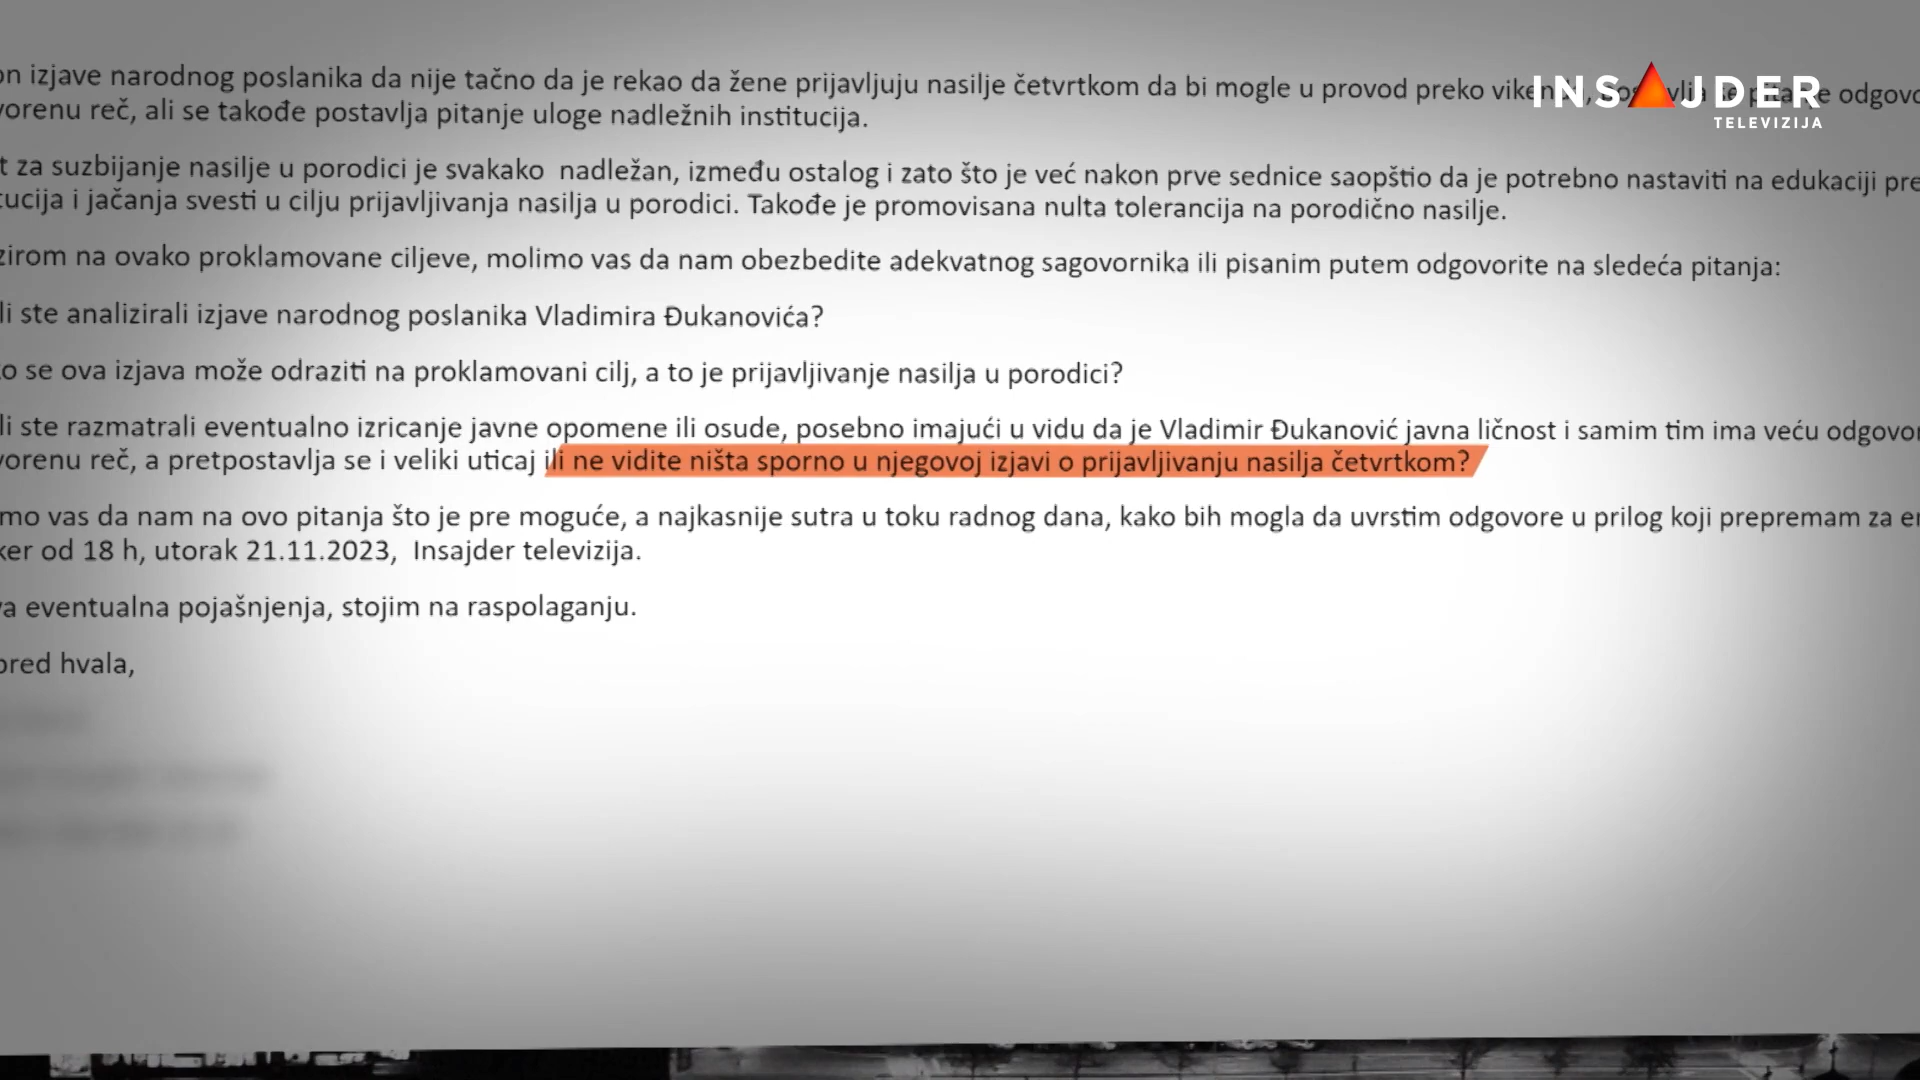 on izjave narodnog poslanika da nije tačno da je rekao da žene prijavljuju nasilje četvrtkom da bi mogle u provod preko
vorenu reč, ali se takođe postavlja pitanje uloge nadležnih institucija.
INSAJDER
TELEVIZIJA
t za suzbijanje nasilje u porodici je svakako nadležan, između ostalog i zato što je već nakon prve sednice saopštio da je potrebno nastaviti na edukaciji pre
tucija i jačanja svesti u cilju prijavljivanja nasilja u porodici. Takođe je promovisana nulta tolerancija na porodično nasilje.
zirom na ovako proklamovane ciljeve, molimo vas da nam obezbedite adekvatnog sagovornika ili pisanim putem odgovorite na sledeća pitanja:
li ste analizirali izjave narodnog poslanika Vladimira Đukanovića?
o se ova izjava može odraziti na proklamovani cilj, a to je prijavljivanje nasilja u porodici?
li ste razmatrali eventualno izricanje javne opomene ili osude, posebno imajući u vidu da je Vladimir Đukanović javna ličnost i samim tim ima veću odgovor
vorenu reč, a pretpostavlja se i veliki uticaj ili ne vidite ništa sporno u njegovoj izjavi o prijavljivanju nasilja četvrtkom?
mo vas da nam na ovo pitanja što je pre moguće, a najkasnije sutra u toku radnog dana, kako bih mogla da uvrstim odgovore u prilog koji prepremam za em
ker od 18 h, utorak 21.11.2023, Insajder televizija.
va eventualna pojašnjenja, stojim na raspolaganju.
pred hvala,